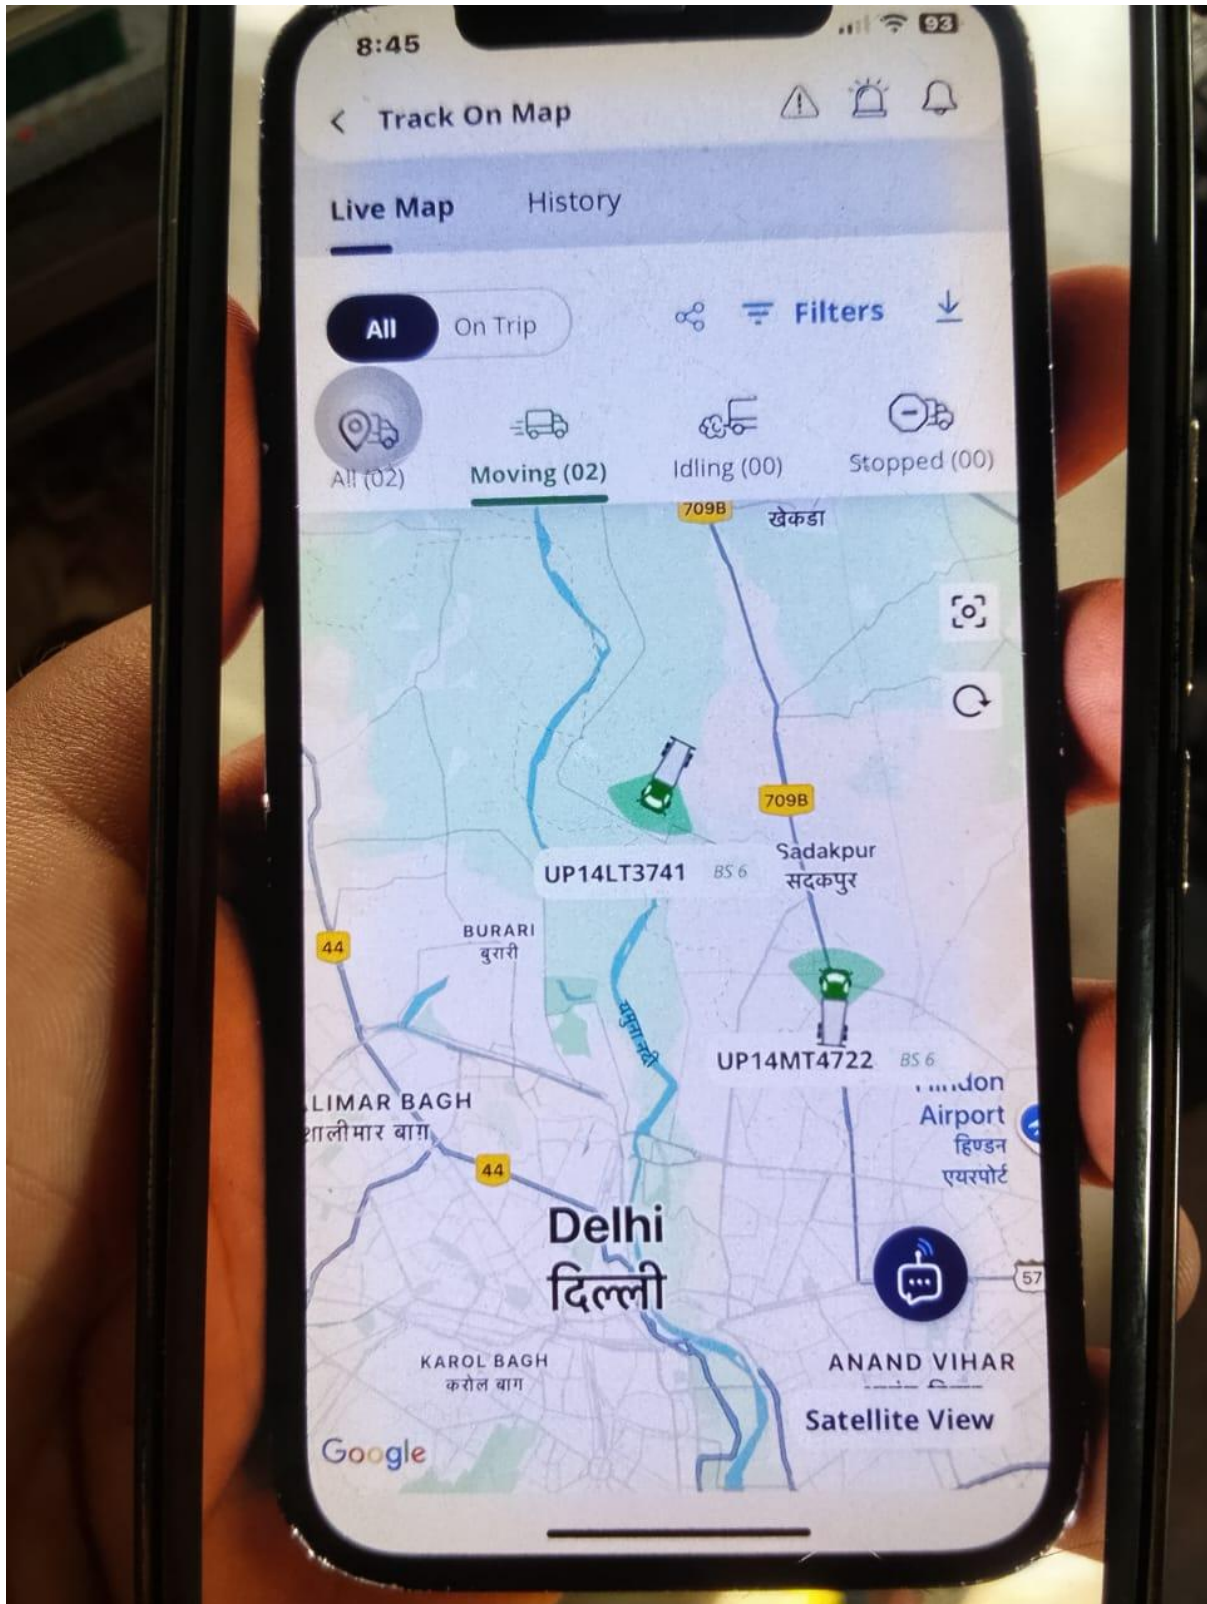 8:45
93
Track On Map
Live Map History
All On Trip Filters
All (02) Moving (02) Idling (00) Stopped (00)
709B
खेकडा
709B
Sadakpur
सदकपुर
UP14LT3741 BS 6
BURARI
बुरारी
44
यमुना नदी
UP14MT4722 BS 6
Airport
हिण्डन
एयरपोर्ट
LIMAR BAGH
शालीमार बाग़
44
Delhi
दिल्ली
57
KAROL BAGH
करोल बाग
ANAND VIHAR
Satellite View
Google